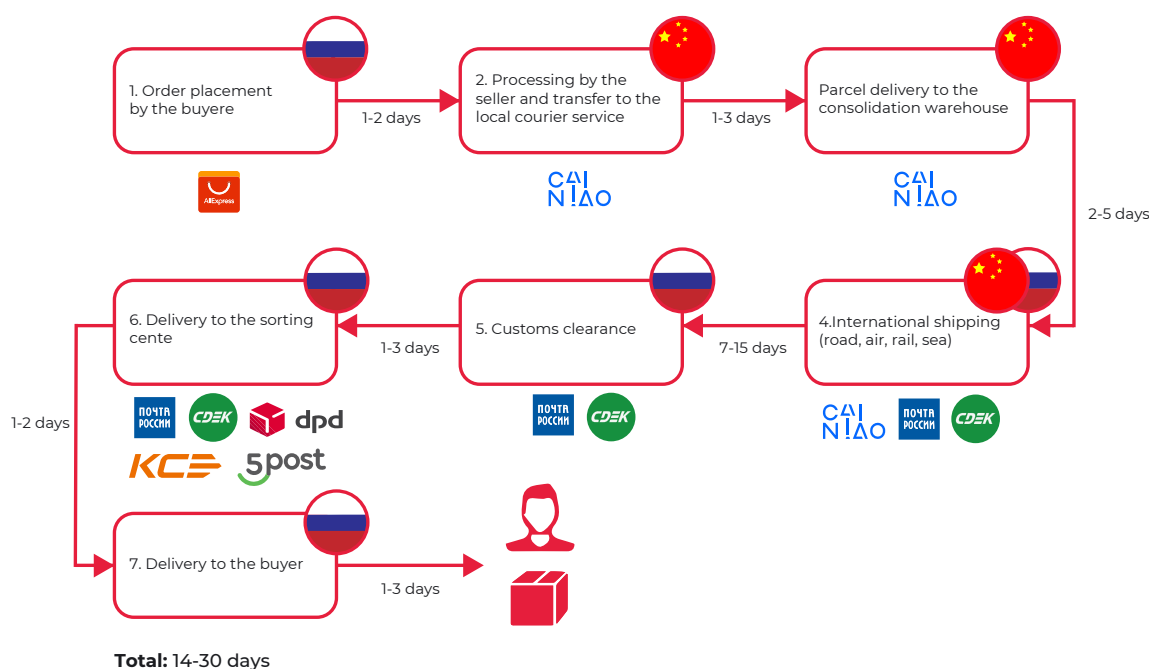 1. Order placement
by the buyere
1-2 days
2. Processing by the
seller and transfer to the
local courier service
1-3 days
Parcel delivery to the
consolidation warehouse
AliExpress
CAI
NIAO
CAI
NIAO
2-5 days
6. Delivery to the sorting
cente
1-3 days
5. Customs clearance
7-15 days
4.International shipping
(road, air, rail, sea)
1-2 days
ПОЧТА
РОССИИ
CDEK
dpd
КСЭ
5post
ПОЧТА
РОССИИ
CDEK
CAI
NIAO
ПОЧТА
РОССИИ
CDEK
7. Delivery to the buyer
1-3 days
Total: 14-30 days